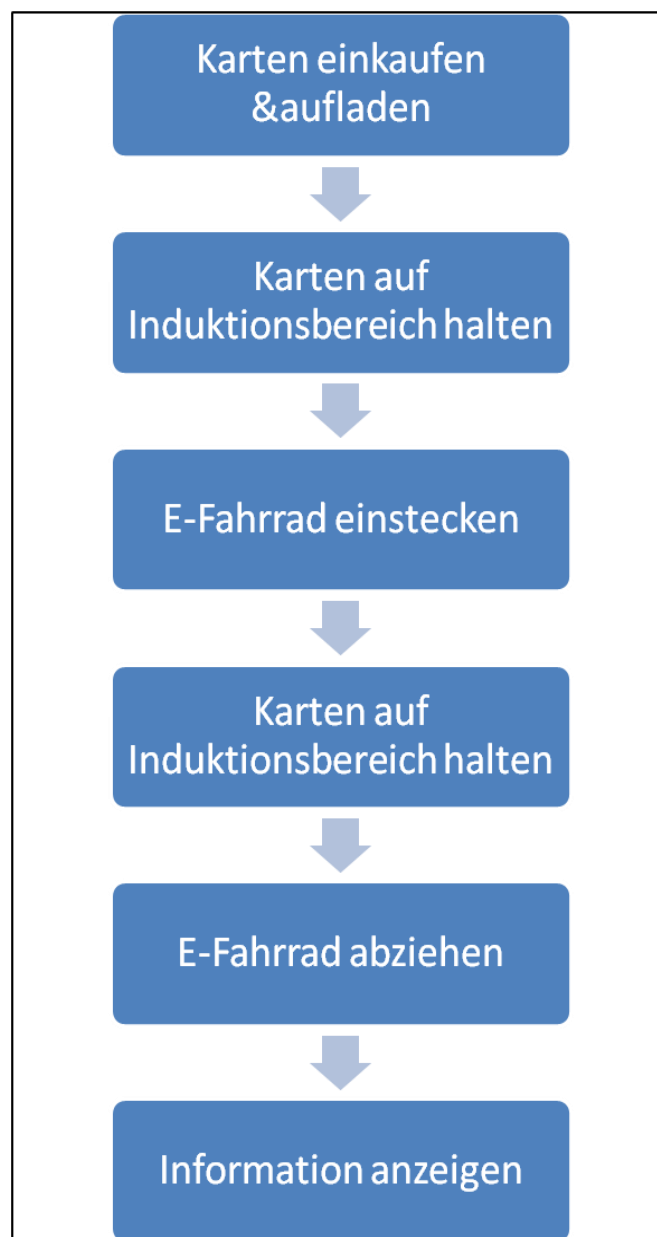 Karten einkaufen
&aufladen
Karten auf
Induktionsbereich halten
E-Fahrrad einstecken
Karten auf
Induktionsbereich halten
E-Fahrrad abziehen
Information anzeigen